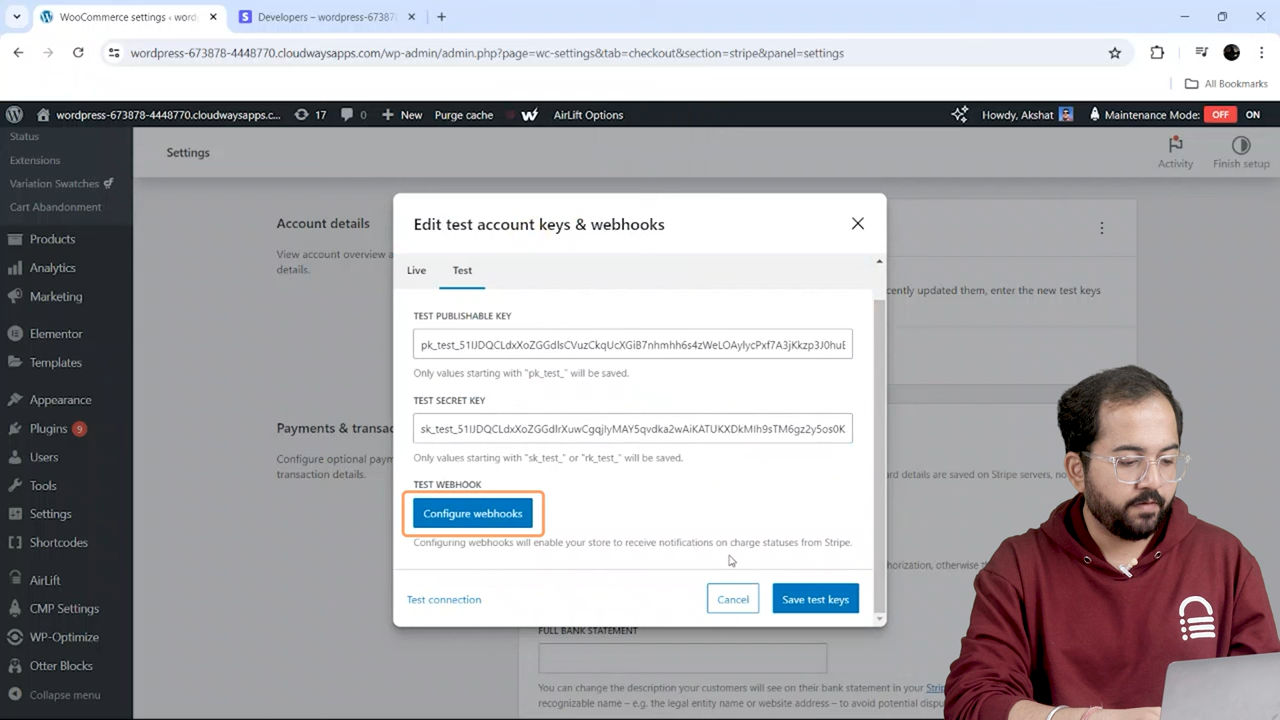 WooCommerce settings ‹ word
Developers – wordpress-6738
wordpress-673878-4448770.cloudwaysapps.com/wp-admin/admin.php?page=wc-settings&tab=checkout&section=stripe&panel=settings
All Bookmarks
wordpress-673878-4448770.cloudwaysapps.c... 17 0 New Purge cache AirLift Options Howdy, Akshat Maintenance Mode: OFF ON
Status
Extensions
Variation Swatches
Cart Abandonment
Products
Analytics
Marketing
Elementor
Templates
Appearance
Plugins 9
Users
Tools
Settings
Shortcodes
AirLift
CMP Settings
WP-Optimize
Otter Blocks
Collapse menu
Settings
Activity
Finish setup
Account details
View account overview a
details.
cently updated them, enter the new test keys
Payments & transac
Configure optional payn
transaction details.
ard details are saved on Stripe servers, no
horization, otherwise th
Edit test account keys & webhooks
Live Test
TEST PUBLISHABLE KEY
Only values starting with "pk_test_" will be saved.
TEST SECRET KEY
Only values starting with "sk_test_" or "rk_test_" will be saved.
TEST WEBHOOK
Configure webhooks
Configuring webhooks will enable your store to receive notifications on charge statuses from Stripe.
Test connection
Cancel
Save test keys
FULL BANK STATEMENT
You can change the description your customers will see on their bank statement in your Strip
recognizable name – e.g. the legal entity name or website address – to avoid potential dispu